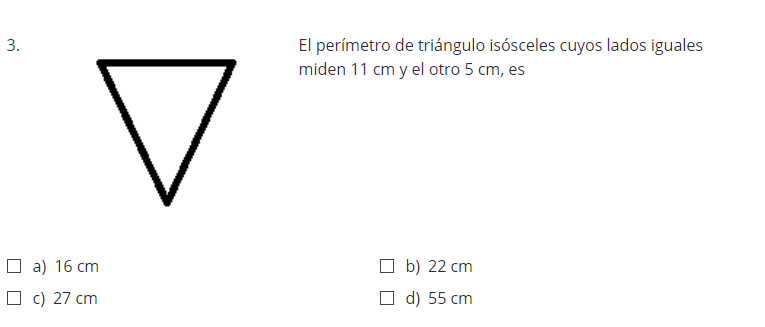 3.
El perímetro de triángulo isósceles cuyos lados iguales
miden 11 cm y el otro 5 cm, es
a) 16 cm
b) 22 cm
c) 27 cm
d) 55 cm